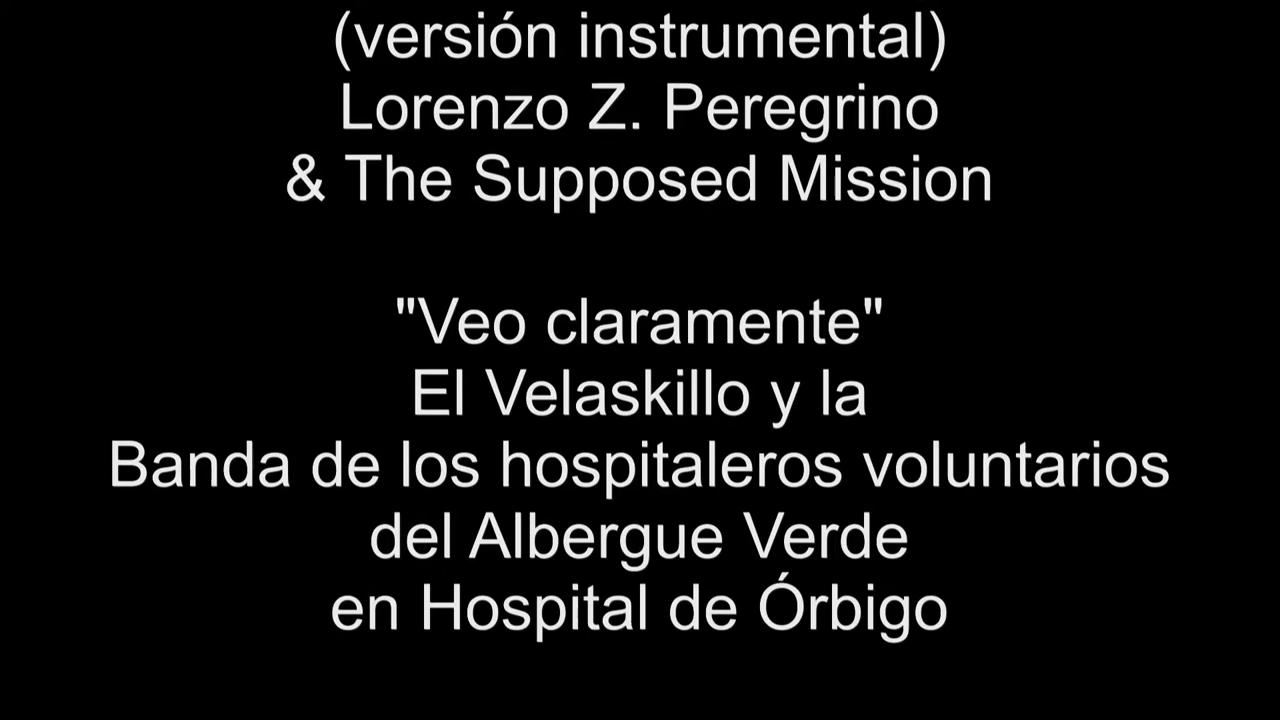 (versión instrumental)
Lorenzo Z. Peregrino
& The Supposed Mission
"Veo claramente"
El Velaskillo y la
Banda de los hospitaleros voluntarios
del Albergue Verde
en Hospital de Órbigo